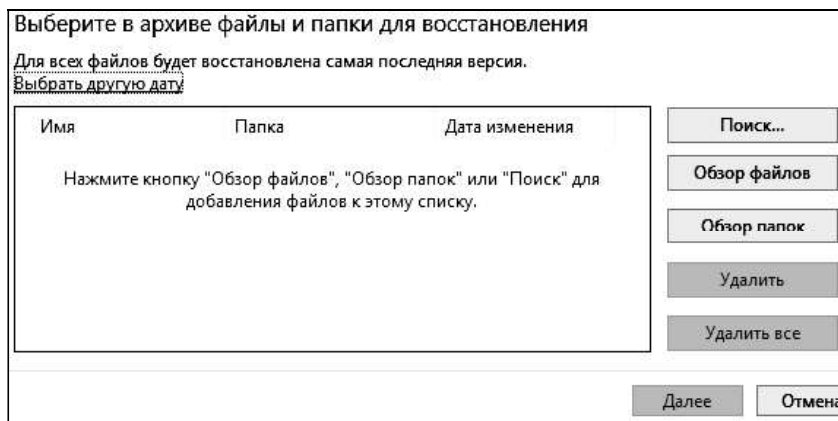 Выберите в архиве файлы и папки для восстановления
Для всех файлов будет восстановлена самая последняя версия.
Выбрать другую дату
Имя Папка Дата изменения
Нажмите кнопку "Обзор файлов", "Обзор папок" или "Поиск" для
добавления файлов к этому списку.
Поиск...
Обзор файлов
Обзор папок
Удалить
Удалить все
Далее Отмена